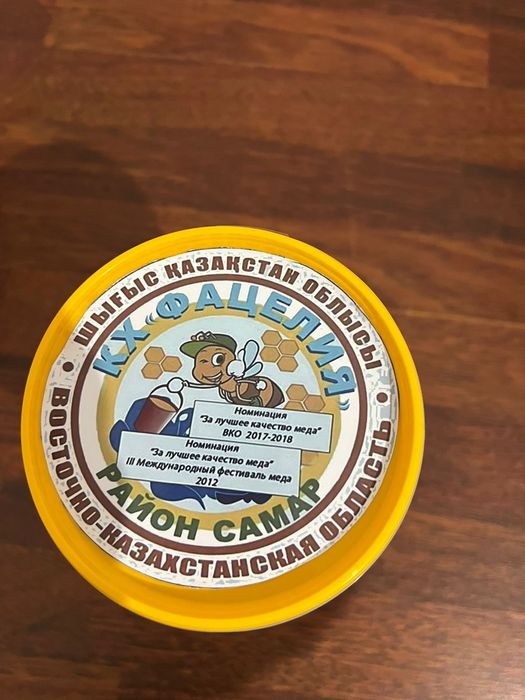 ШЫҒЫС ҚАЗАҚСТАН ОБЛЫСЫ
КХ «ФАЦЕЛИЯ»
Номинация
"За лучшее качество меда"
ВКО 2017-2018
Номинация
"За лучшее качество меда"
III Международный фестиваль меда
2012
РАЙОН САМАР
ВОСТОЧНО-КАЗАХСТАНСКАЯ ОБЛАСТЬ